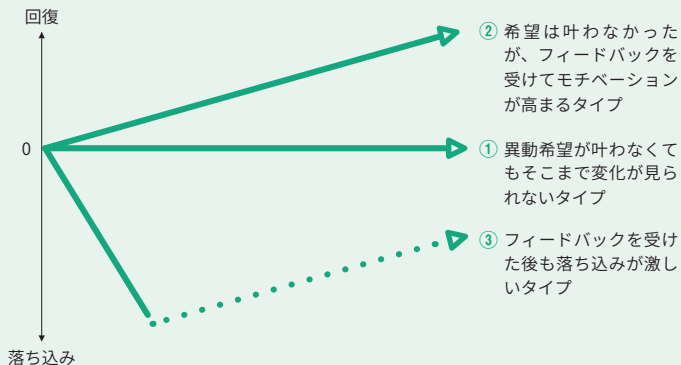 回復
② 希望は叶わなかった
が、フィードバックを
受けてモチベーション
が高まるタイプ
0
① 異動希望が叶わなくて
もそこまで変化が見ら
れないタイプ
③ フィードバックを受け
た後も落ち込みが激し
いタイプ
落ち込み